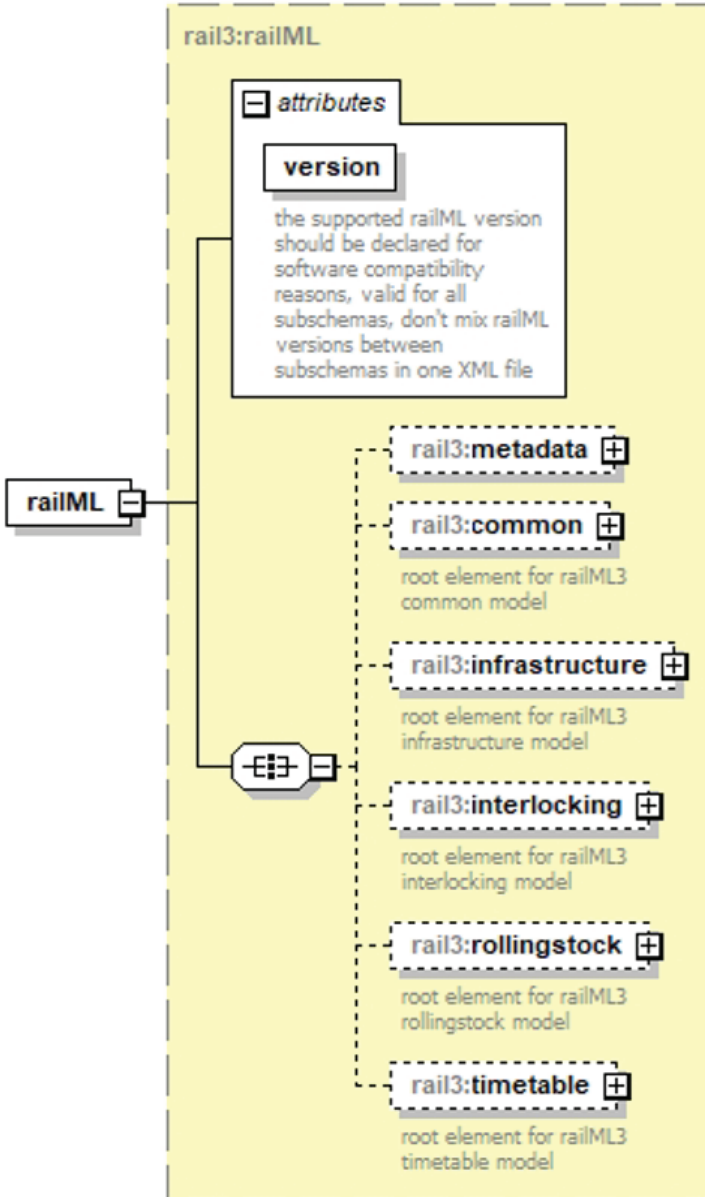 rail3:railML
attributes
version
the supported railML version
should be declared for
software compatibility
reasons, valid for all
subschemas, don't mix railML
versions between
subschemas in one XML file
railML
rail3:metadata
rail3:common
root element for railML3
common model
rail3:infrastructure
root element for railML3
infrastructure model
rail3:interlocking
root element for railML3
interlocking model
rail3:rollingstock
root element for railML3
rollingstock model
rail3:timetable
root element for railML3
timetable model